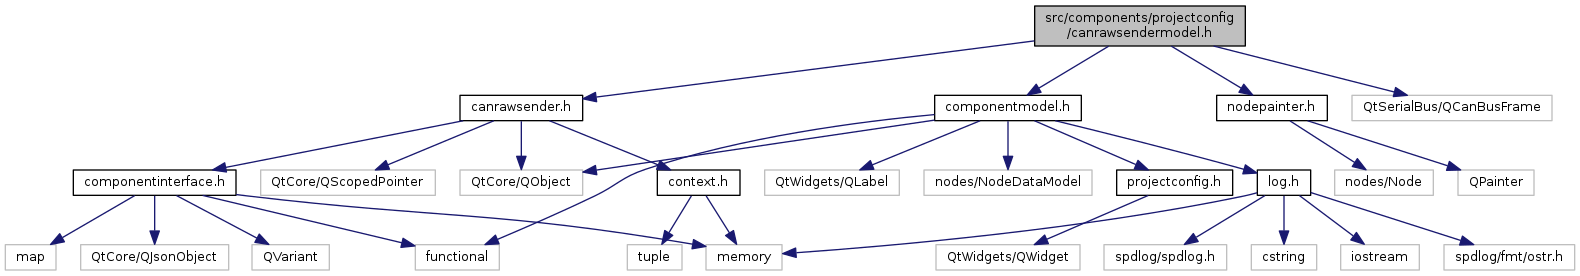 src/components/projectconfig
/canrawsendermodel.h
canrawsender.h
componentmodel.h
nodepainter.h
QtSerialBus/QCanBusFrame
componentinterface.h
QtCore/QScopedPointer
QtCore/QObject
context.h
QtWidgets/QLabel
nodes/NodeDataModel
projectconfig.h
log.h
nodes/Node
QPainter
map
QtCore/QJsonObject
QVariant
functional
tuple
memory
QtWidgets/QWidget
spdlog/spdlog.h
cstring
iostream
spdlog/fmt/ostr.h